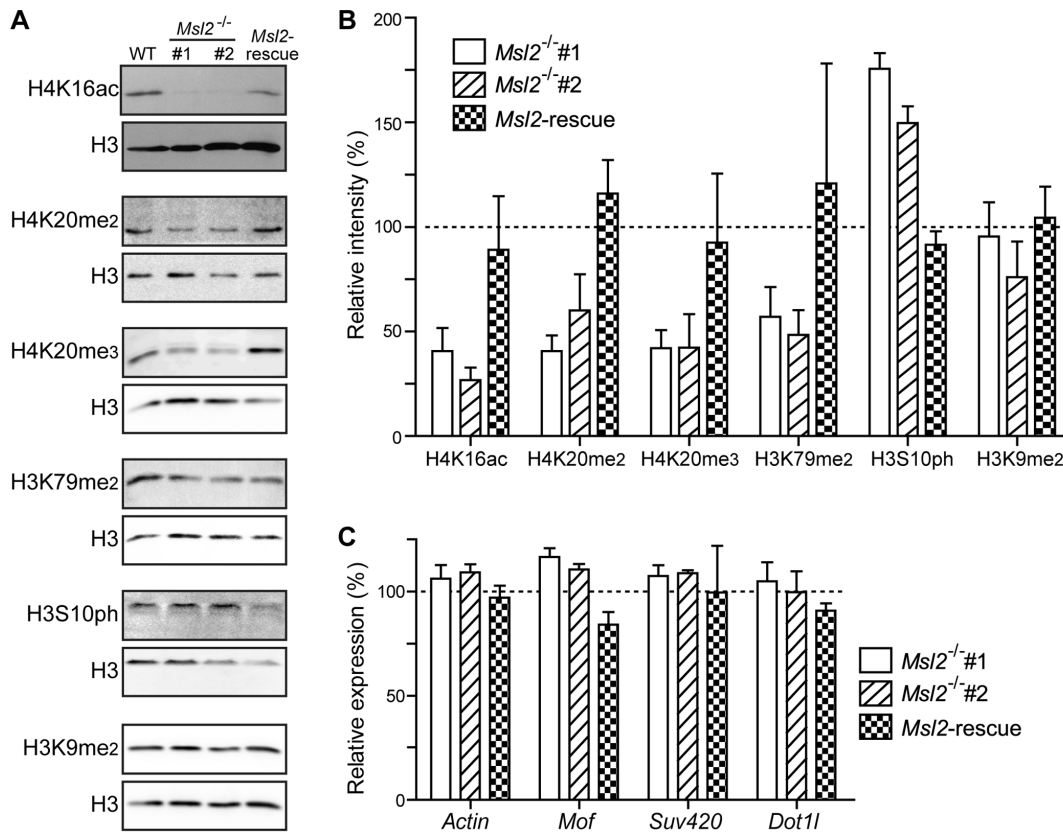 A
Msl2-/-
Msl2-
WT #1 #2 rescue
H4K16ac
H3
H4K20me2
H3
H4K20me3
H3
H3K79me2
H3
H3S10ph
H3
H3K9me2
H3
B
Relative intensity (%)
200
100
50
0
Msl2-/-#1
Msl2-/-#2
Msl2-rescue
H4K16ac H4K20me2 H4K20me3 H3K79me2 H3S10ph H3K9me2
C
Relative expression (%)
100
50
0
Msl2-/-#1
Msl2-/-#2
Msl2-rescue
Actin Mof Suv420 Dot1l